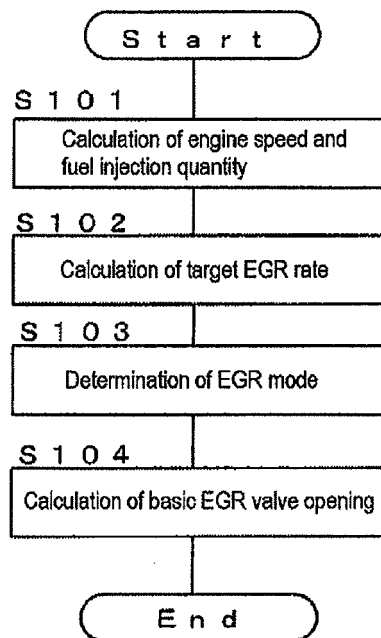 Start
S101
Calculation of engine speed and
fuel injection quantity
S102
Calculation of target EGR rate
S103
Determination of EGR mode
S104
Calculation of basic EGR valve opening
End